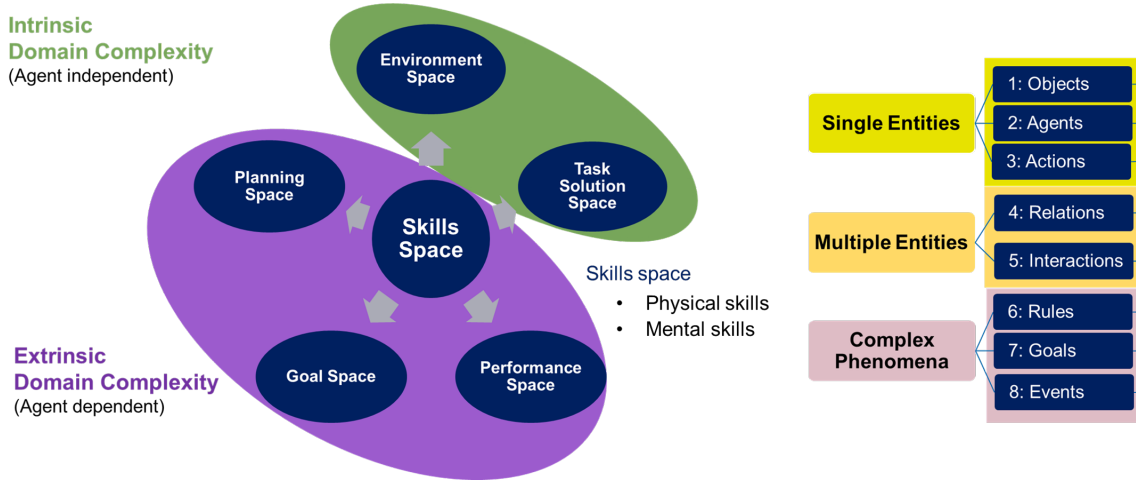 Intrinsic
Domain Complexity
(Agent independent)
Environment
Space
Planning
Space
Task
Solution
Space
Skills
Space
Skills space
• Physical skills
• Mental skills
Extrinsic
Domain Complexity
(Agent dependent)
Goal Space
Performance
Space
Single Entities
1: Objects
2: Agents
3: Actions
Multiple Entities
4: Relations
5: Interactions
Complex
Phenomena
6: Rules
7: Goals
8: Events